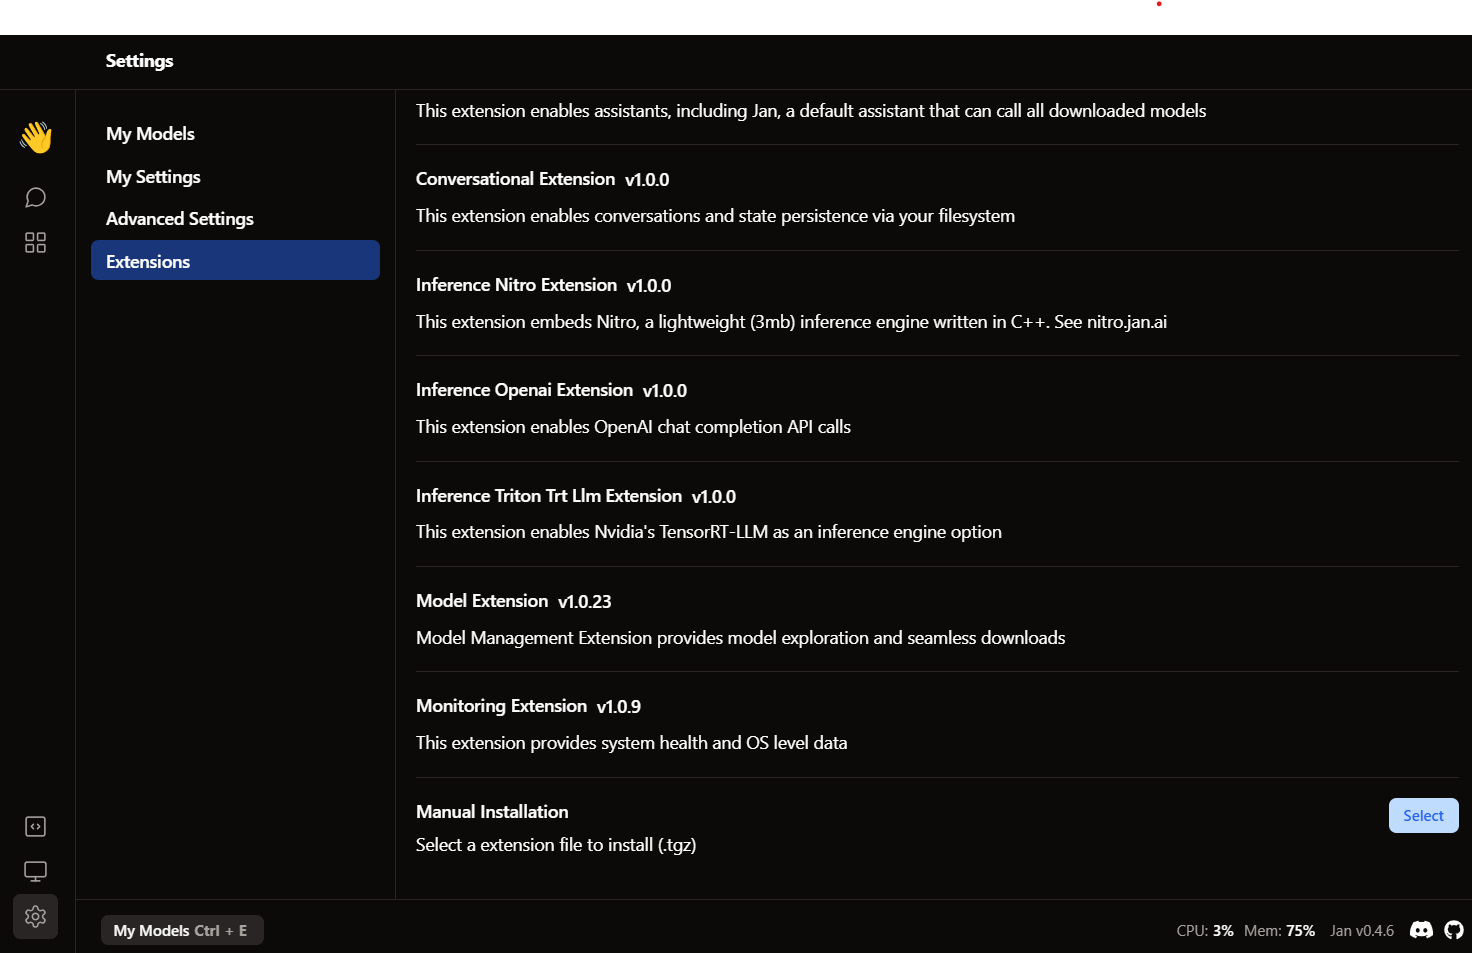 Settings
My Models
My Settings
Advanced Settings
Extensions
This extension enables assistants, including Jan, a default assistant that can call all downloaded models
Conversational Extension v1.0.0
This extension enables conversations and state persistence via your filesystem
Inference Nitro Extension v1.0.0
This extension embeds Nitro, a lightweight (3mb) inference engine written in C++. See nitro.jan.ai
Inference Openai Extension v1.0.0
This extension enables OpenAI chat completion API calls
Inference Triton Trt Llm Extension v1.0.0
This extension enables Nvidia's TensorRT-LLM as an inference engine option
Model Extension v1.0.23
Model Management Extension provides model exploration and seamless downloads
Monitoring Extension v1.0.9
This extension provides system health and OS level data
Manual Installation
Select
Select a extension file to install (.tgz)
My Models Ctrl + E
CPU: 3% Mem: 75% Jan v0.4.6